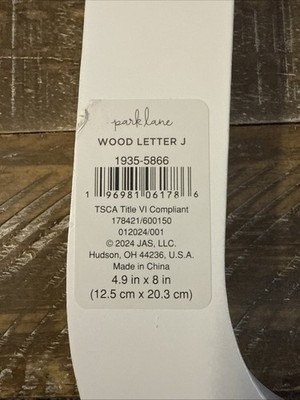 park lane
WOOD LETTER J
1935-5866
1 96981 06178 6
TSCA Title VI Compliant
178421/600150
012024/001
© 2024 JAS, LLC.
Hudson, OH 44236, U.S.A.
Made in China
4.9 in x 8 in
(12.5 cm x 20.3 cm)